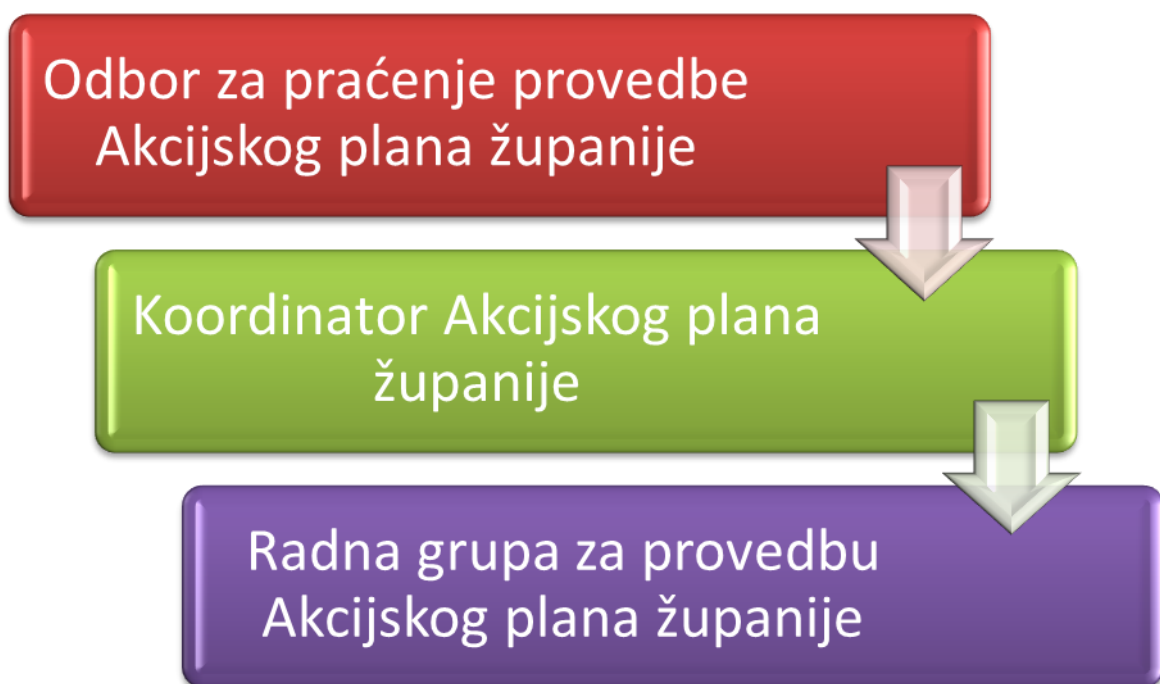 Odbor za praćenje provedbe
Akcijskog plana županije
Koordinator Akcijskog plana
županije
Radna grupa za provedbu
Akcijskog plana županije